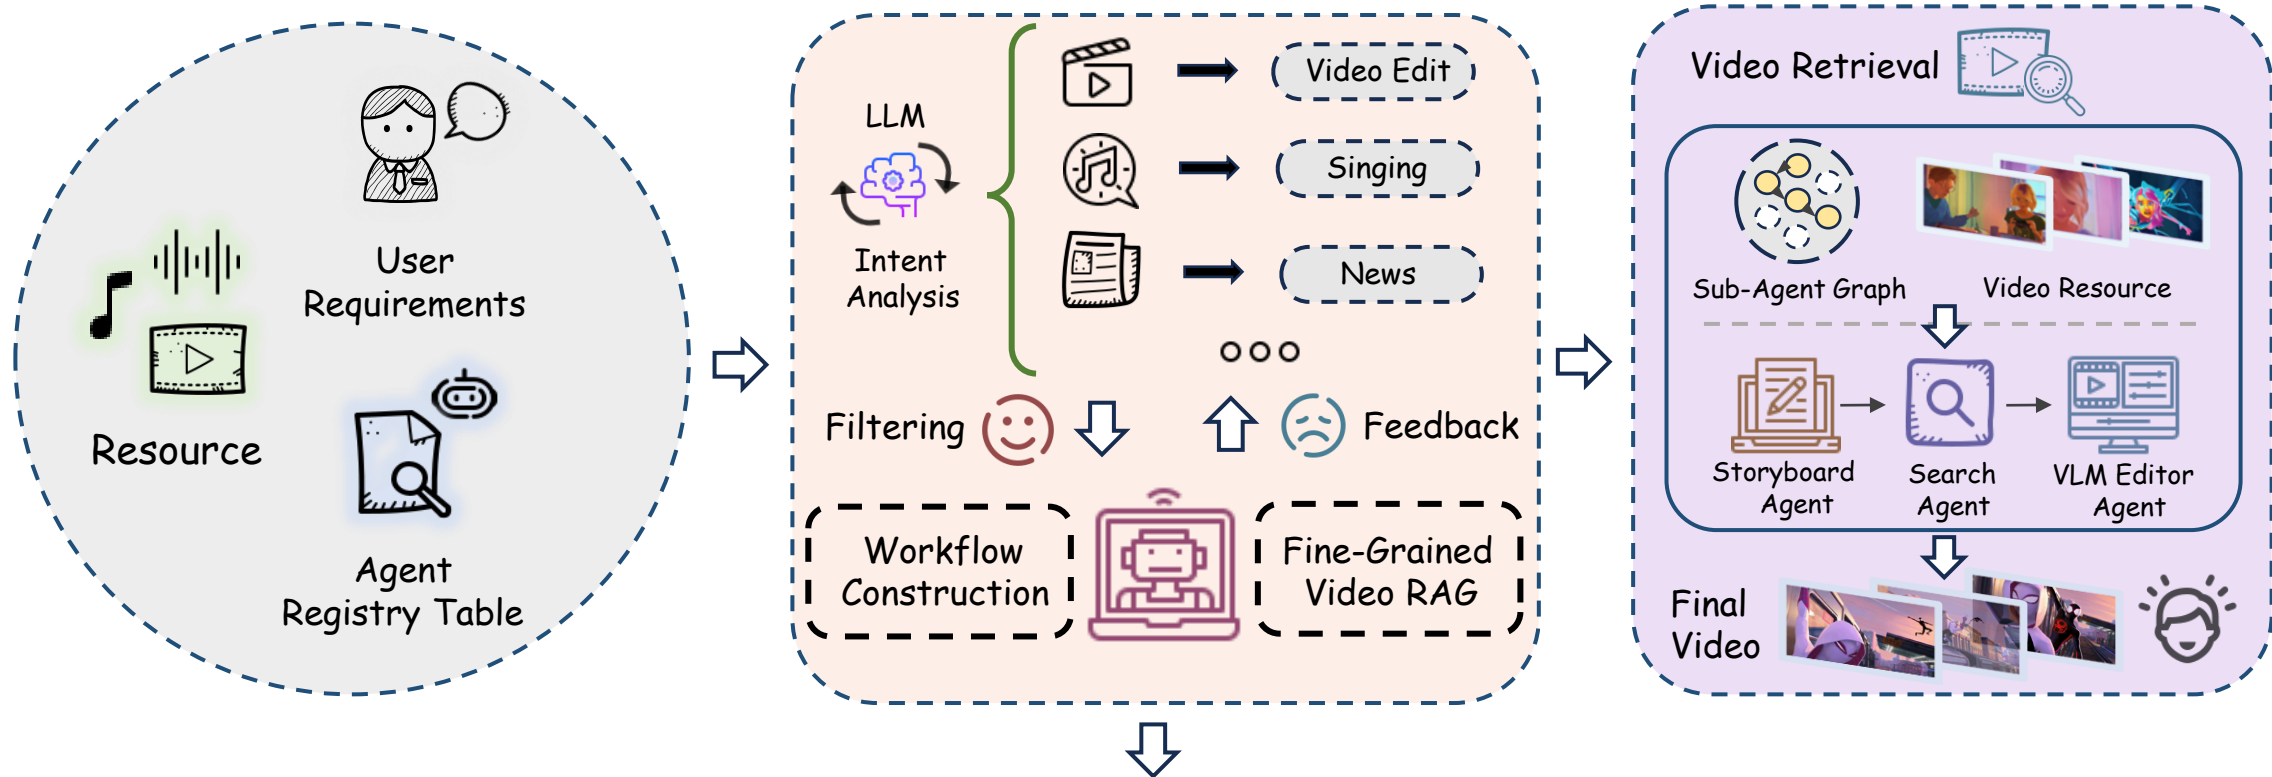 User
Requirements
Resource
Agent
Registry Table
LLM
Intent
Analysis
Video Edit
Singing
News
Filtering
Feedback
Workflow
Construction
Fine-Grained
Video RAG
Video Retrieval
Sub-Agent Graph
Video Resource
Storyboard
Agent
Search
Agent
VLM Editor
Agent
Final
Video